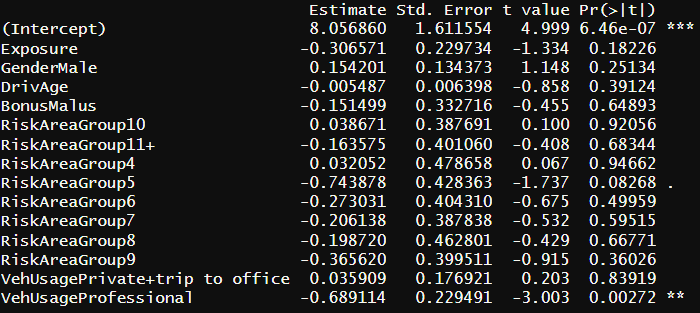 Estimate Std. Error t value Pr(>|t|)
(Intercept) 8.056860 1.611554 4.999 6.46e-07 ***
Exposure -0.306571 0.229734 -1.334 0.18226
GenderMale 0.154201 0.134373 1.148 0.25134
DrivAge -0.005487 0.006398 -0.858 0.39124
BonusMalus -0.151499 0.332716 -0.455 0.64893
RiskAreaGroup10 0.038671 0.387691 0.100 0.92056
RiskAreaGroup11+ -0.163575 0.401060 -0.408 0.68344
RiskAreaGroup4 0.032052 0.478658 0.067 0.94662
RiskAreaGroup5 -0.743878 0.428363 -1.737 0.08268 .
RiskAreaGroup6 -0.273031 0.404310 -0.675 0.49959
RiskAreaGroup7 -0.206138 0.387838 -0.532 0.59515
RiskAreaGroup8 -0.198720 0.462801 -0.429 0.66771
RiskAreaGroup9 -0.365620 0.399511 -0.915 0.36026
VehUsagePrivate+trip to office 0.035909 0.176921 0.203 0.83919
VehUsageProfessional -0.689114 0.229491 -3.003 0.00272 **